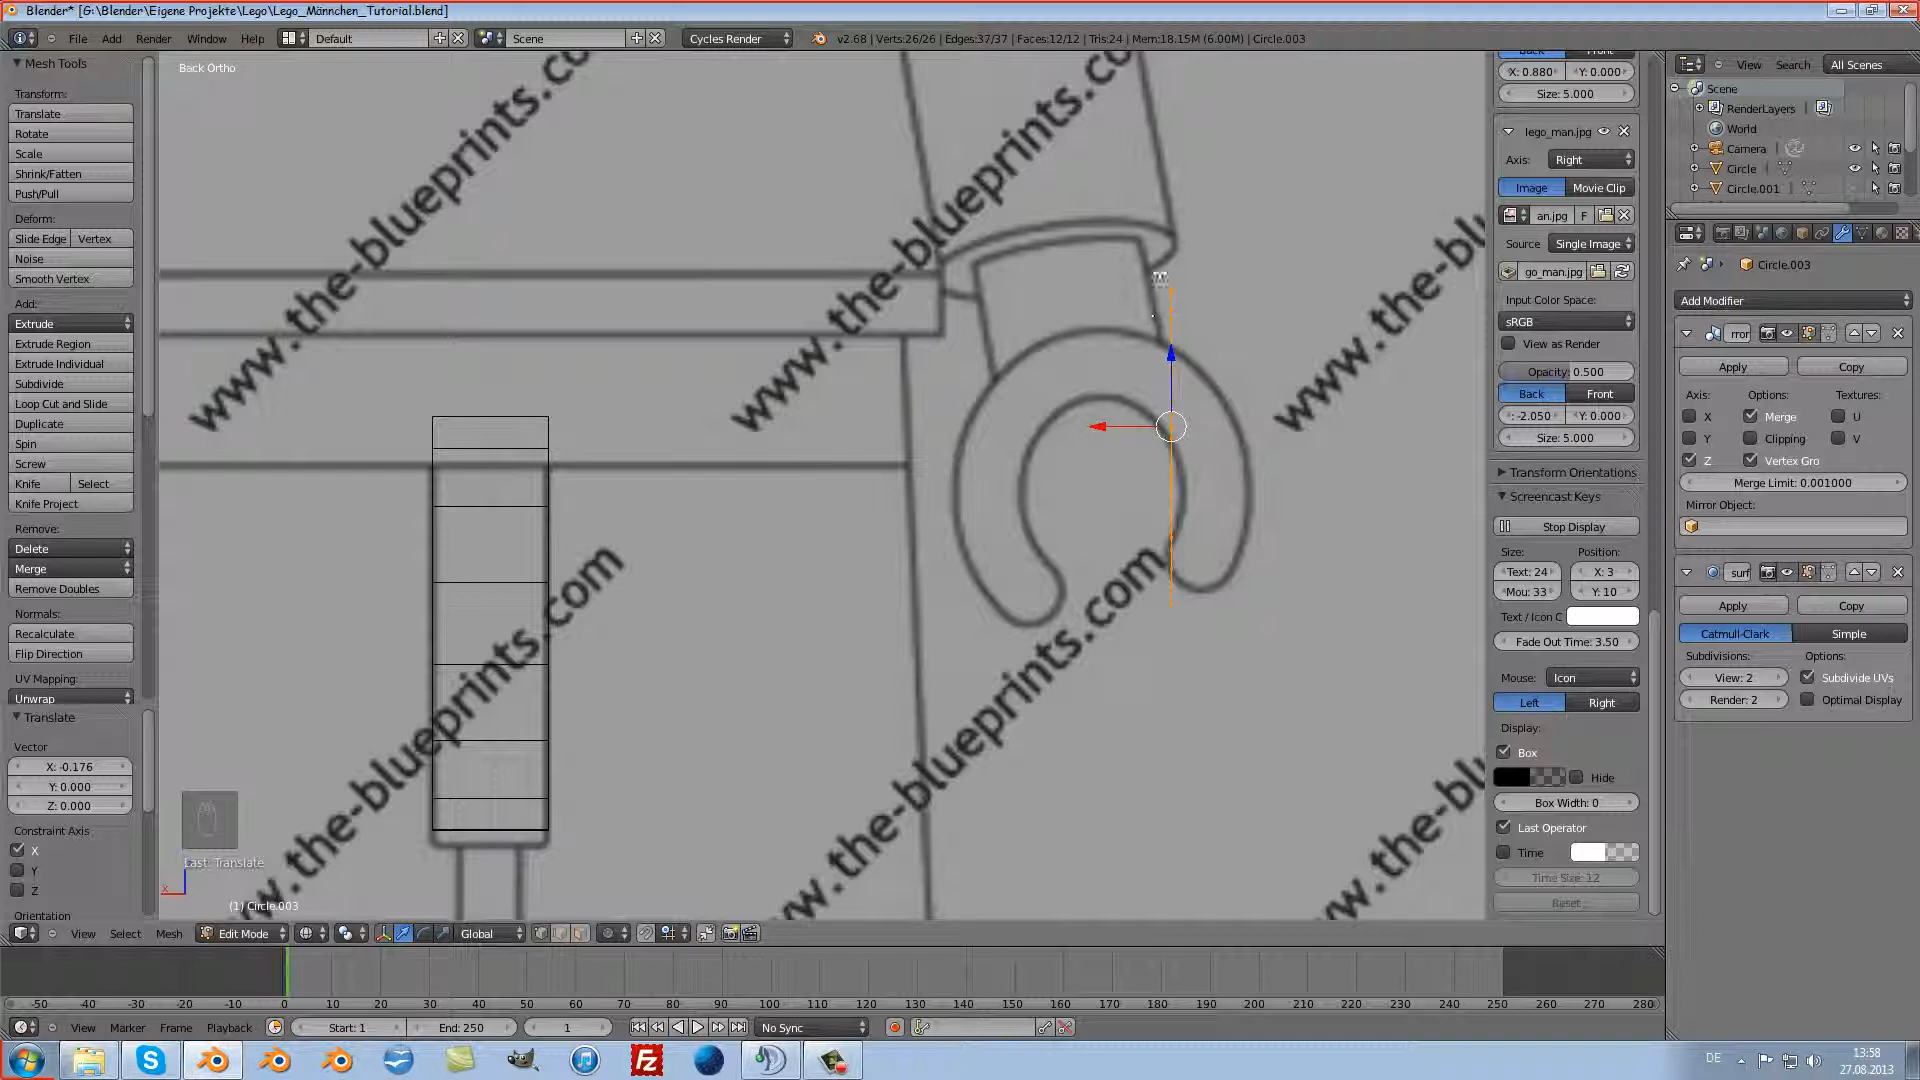 Blender* [G:\Blender\Eigene Projekte\Lego\Lego_Männchen_Tutorial.blend]
File Add Render Window Help Default Scene Cycles Render v2.68 | Verts:26/26 | Edges:37/37 | Faces:12/12 | Tris:24 | Mem:18.15M (6.00M) | Circle.003
Mesh Tools
Transform:
Translate
Rotate
Scale
Shrink/Fatten
Push/Pull
Deform:
Slide Edge Vertex
Noise
Smooth Vertex
Add:
Extrude
Extrude Region
Extrude Individual
Subdivide
Loop Cut and Slide
Duplicate
Spin
Screw
Knife Select
Knife Project
Remove:
Delete
Merge
Remove Doubles
Normals:
Recalculate
Flip Direction
UV Mapping:
Unwrap
Translate
Vector
X: -0.176
Y: 0.000
Z: 0.000
Constraint Axis
X
Y
Z
Orientation
Back Ortho
www.the-blueprints.co
www.the-blueprints.co
www.the-blu
www.the-blueprints.com
www.the-blueprints.com
www.the-blu
Last: Translate
x
(1) Circle.003
View Select Mesh Edit Mode Global
Back Front
X: 0.880 Y: 0.000
Size: 5.000
lego_man.jpg
Axis: Right
Image Movie Clip
an.jpg F
Source Single Image
go_man.jpg
Input Color Space:
sRGB
View as Render
Opacity: 0.500
Back Front
: -2.050 Y: 0.000
Size: 5.000
Transform Orientations
Screencast Keys
Stop Display
Size: Position:
Text: 24 X: 3
Mou: 33 Y: 10
Text / Icon C
Fade Out Time: 3.50
Mouse: Icon
Left Right
Display:
Box
Hide
Box Width: 0
Last Operator
Time
Time Size: 12
Reset
View Search All Scenes
Scene
RenderLayers
World
Camera
Circle
Circle.001
Circle.003
Add Modifier
rror
Apply Copy
Axis: Options: Textures:
X Merge U
Y Clipping V
Z Vertex Gro
Merge Limit: 0.001000
Mirror Object:
surf
Apply Copy
Catmull-Clark Simple
Subdivisions: Options:
View: 2 Subdivide UVs
Render: 2 Optimal Display
-50 -40 -30 -20 -10 0 10 20 30 40 50 60 70 80 90 100 110 120 130 140 150 160 170 180 190 200 210 220 230 240 250 260 270 280
View Marker Frame Playback Start: 1 End: 250 1 No Sync
DE 13:58
27.08.2013